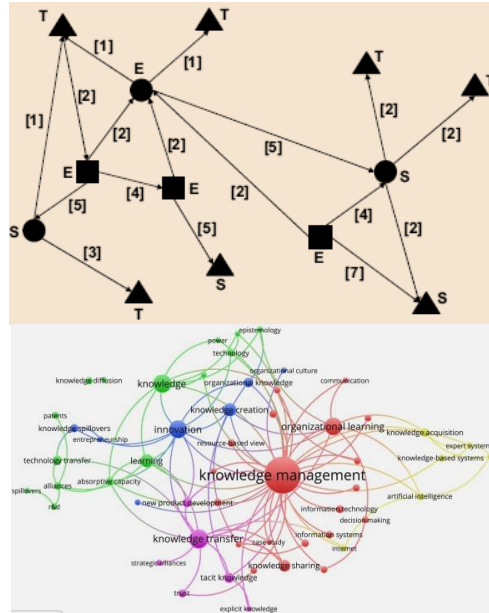 T
T
[1]
[1]
E
T
T
[1]
[2]
[2]
[2]
[2]
[2]
[5]
E
[4]
E
[2]
S
[5]
[4]
[2]
S
[3]
[5]
E
[7]
T
S
S
epistemology
power
technology
organizational culture
knowledge diffusion
knowledge
organizational knowledge
communication
patents
knowledge creation
knowledge spillovers
innovation
organizational learning
knowledge acquisition
entrepreneurship
resource-based view
expert system
technology transfer
learning
knowledge-based systems
knowledge management
spillovers
alliances
absorptive capacity
artificial intelligence
r&d
new product development
information technology
decision making
knowledge transfer
case study
information systems
internet
strategic alliances
knowledge sharing
tacit knowledge
trust
explicit knowledge